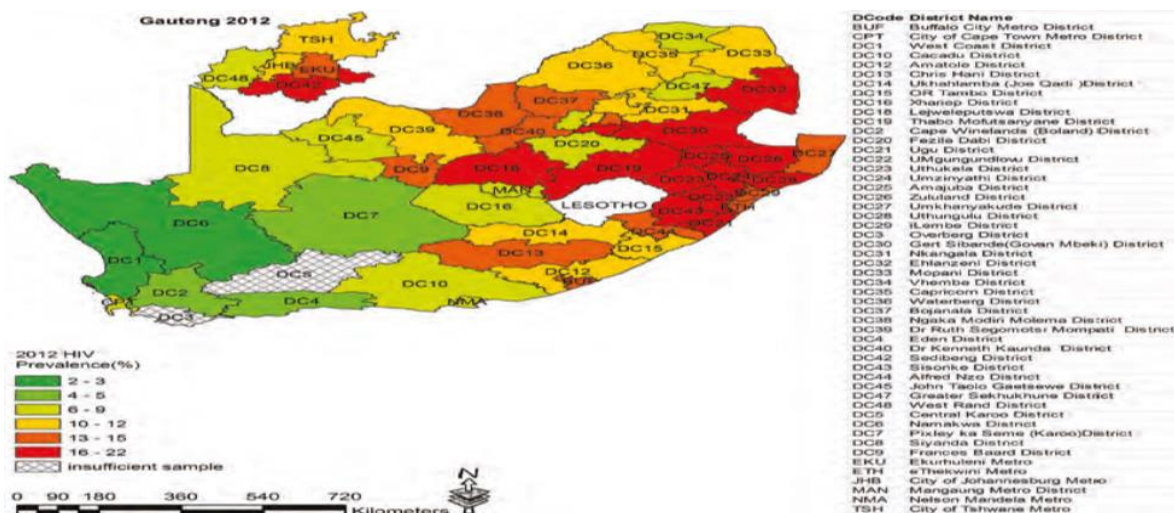 Gauteng 2012
TSH
JHB
EKU
DC48
DC42
DC34
DC35
DC33
DC36
DC47
DC32
DC31
DC37
DC38
DC40
DC39
DC45
DC30
DC20
DC8
DC9
DC18
DC19
DC27
MAN
LESOTHO
ETH
DC16
DC7
DC6
DC43
DC21
DC44
DC14
DC15
DC13
DC12
BUF
DC5
DC10
DC1
DC2
DC4
CPT
DC3
NMA
2012 HIV
Prevalence(%)
2 - 3
4 - 5
6 - 9
10 - 12
13 - 15
16 - 22
insufficient sample
N
0 90 180 360 540 720
Kilometers
DCode District Name
BUF Buffalo City Metro District
CPT City of Cape Town Metro District
DC1 West Coast District
DC10 Cacadu District
DC12 Amatole District
DC13 Chris Hani District
DC14 Ukhahlamba (Joe Qadi )District
DC15 OR Tambo District
DC16 Xhariep District
DC18 Lejweleputswa District
DC19 Thabo Mofutsanyane District
DC2 Cape Winelands (Boland) District
DC20 Fezile Dabi District
DC21 Ugu District
DC22 UMgungundlovu District
DC23 Uthukela District
DC24 Umzinyathi District
DC25 Amajuba District
DC26 Zululand District
DC27 Umkhanyakude District
DC28 Uthungulu District
DC29 iLembe District
DC3 Overberg District
DC30 Gert Sibande(Govan Mbeki) District
DC31 Nkangala District
DC32 Ehlanzeni District
DC33 Mopani District
DC34 Vhembe District
DC35 Capricorn District
DC36 Waterberg District
DC37 Bojanala District
DC38 Ngaka Modiri Molema District
DC39 Dr Ruth Segomotsi Mompati District
DC4 Eden District
DC40 Dr Kenneth Kaunda District
DC42 Sedibeng District
DC43 Sisonke District
DC44 Alfred Nzo District
DC45 John Taolo Gaetsewe District
DC47 Greater Sekhukhune District
DC48 West Rand District
DC5 Central Karoo District
DC6 Namakwa District
DC7 Pixley ka Seme (Karoo)District
DC8 Siyanda District
DC9 Frances Baard District
EKU Ekurhuleni Metro
ETH eThekwini Metro
JHB City of Johannesburg Metro
MAN Mangaung Metro District
NMA Nelson Mandela Metro
TSH City of Tshwane Metro